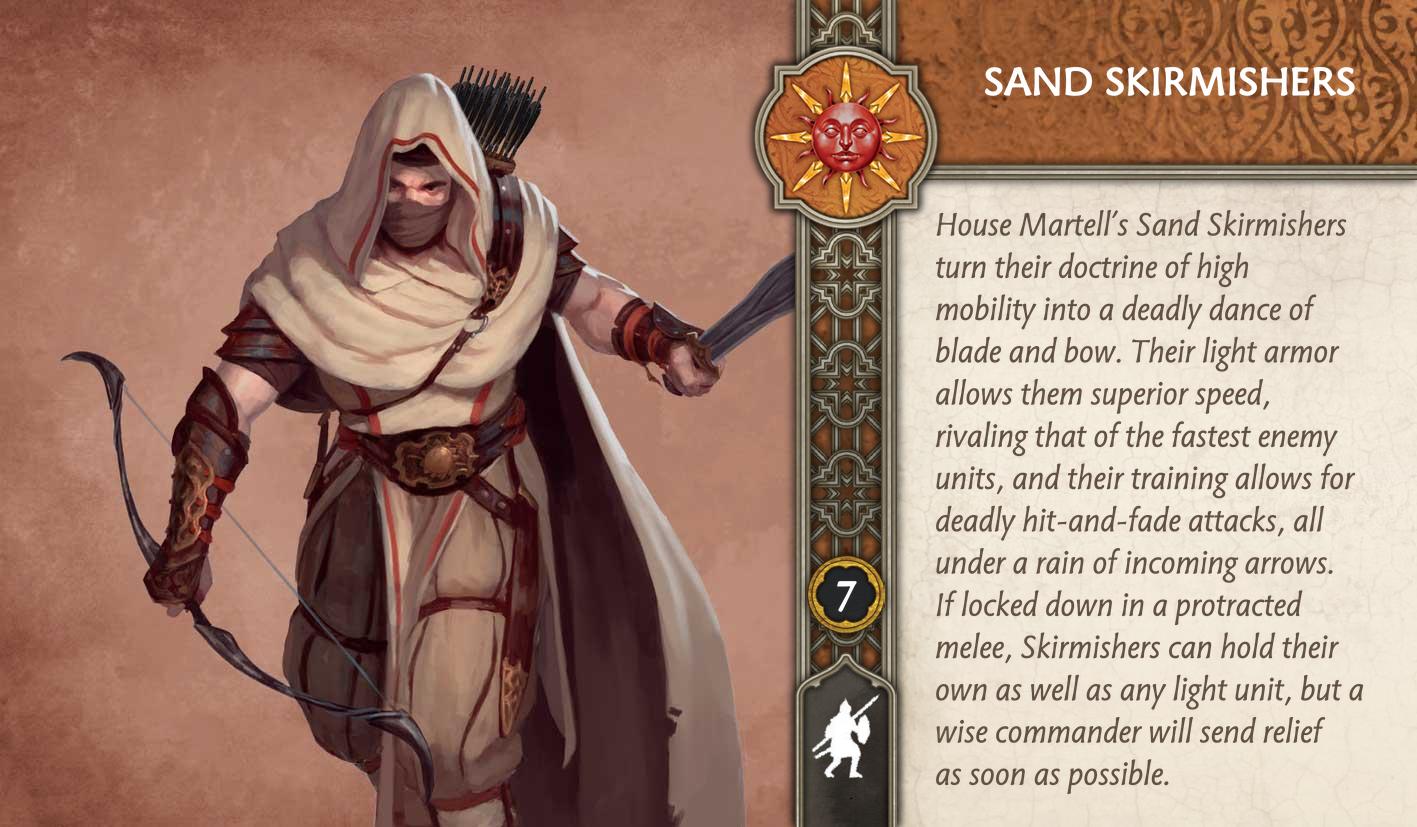 SAND SKIRMISHERS
House Martell's Sand Skirmishers
turn their doctrine of high
mobility into a deadly dance of
blade and bow. Their light armor
allows them superior speed,
rivaling that of the fastest enemy
units, and their training allows for
deadly hit-and-fade attacks, all
under a rain of incoming arrows.
If locked down in a protracted
melee, Skirmishers can hold their
own as well as any light unit, but a
wise commander will send relief
as soon as possible.
7